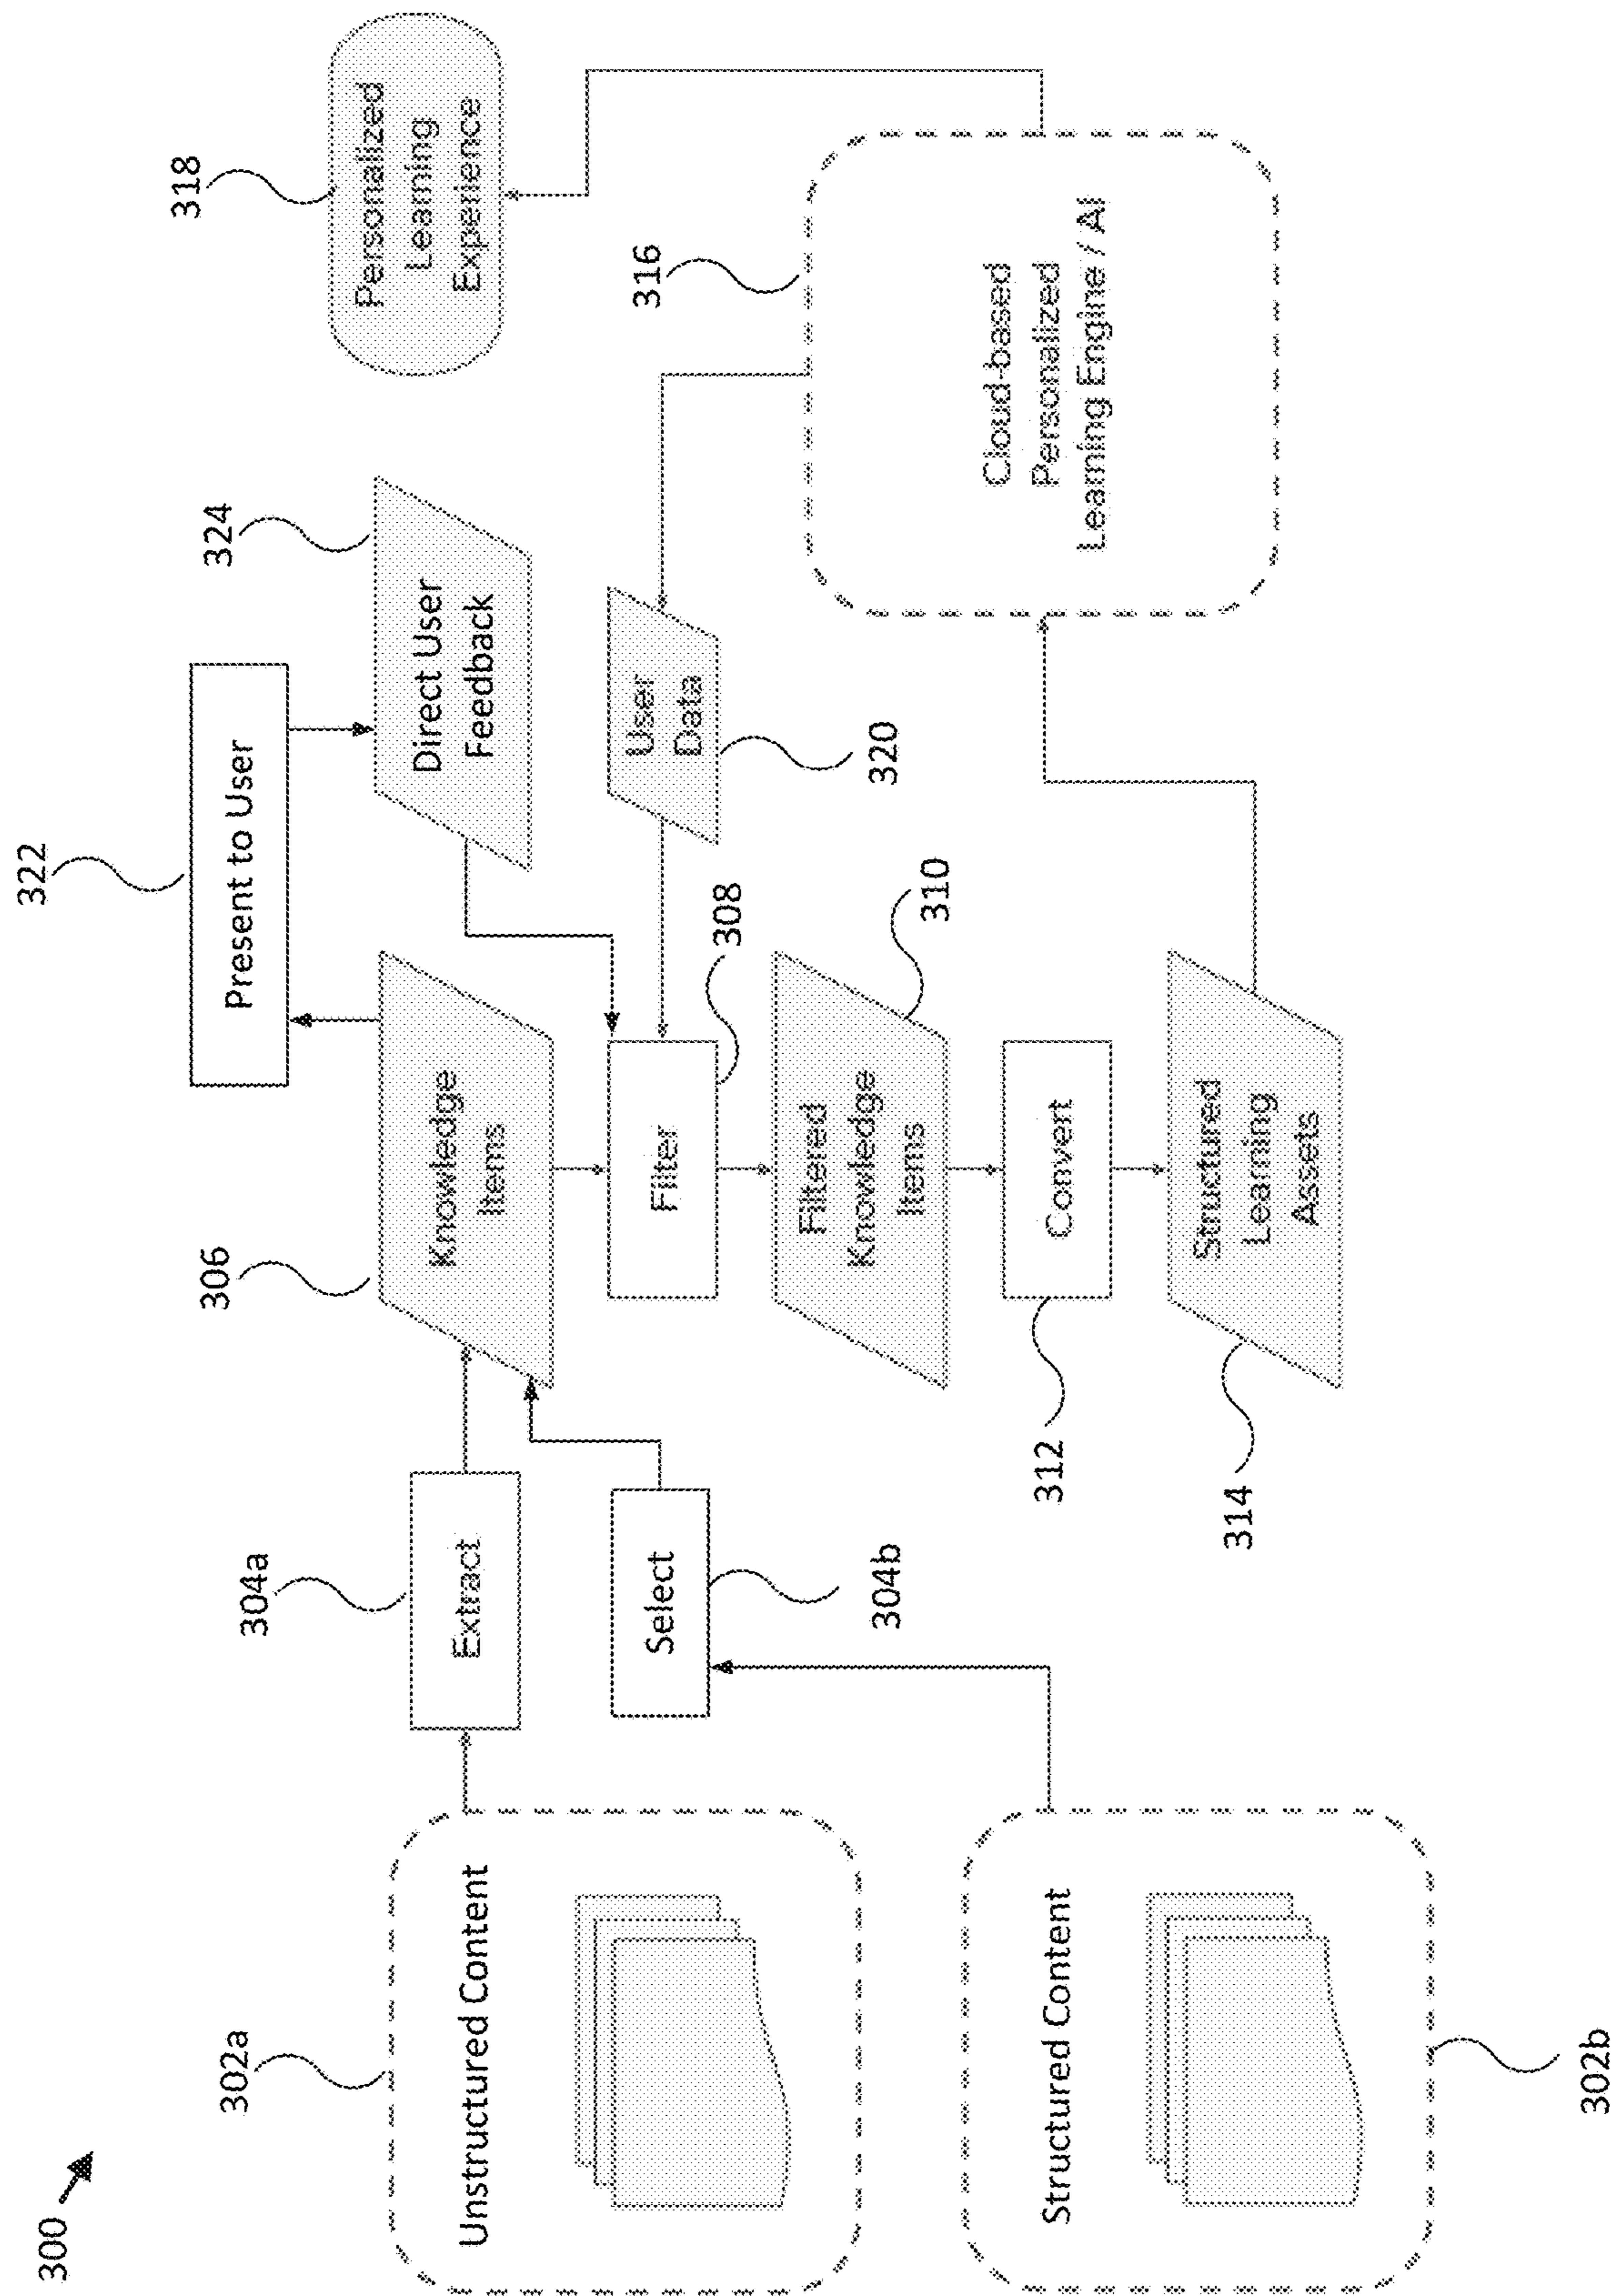 300
302a
Unstructured Content
302b
Structured Content
304a
Extract
304b
Select
306
Knowledge
Items
322
Present to User
324
Direct User
Feedback
308
Filter
320
User
Data
310
Filtered
Knowledge
Items
312
Convert
314
Structured
Learning
Assets
316
Cloud-based
Personalized
Learning Engine / AI
318
Personalized
Learning
Experience